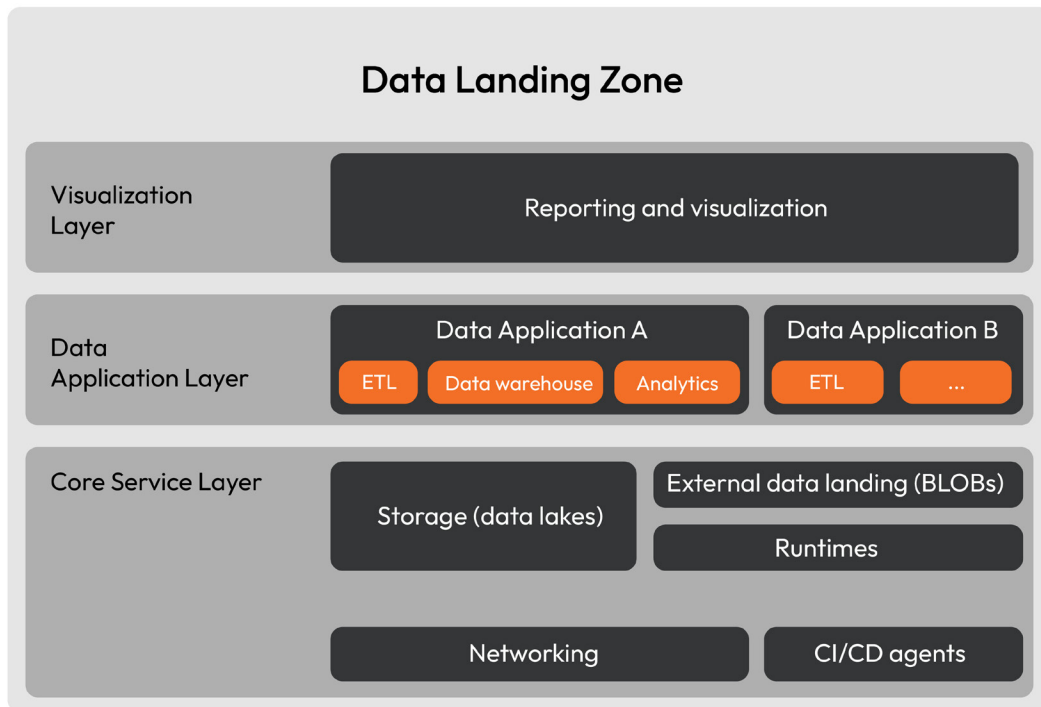 Data Landing Zone
Visualization
Layer
Reporting and visualization
Data
Application Layer
Data Application A
ETL
Data warehouse
Analytics
Data Application B
ETL
...
Core Service Layer
Storage (data lakes)
External data landing (BLOBs)
Runtimes
Networking
CI/CD agents